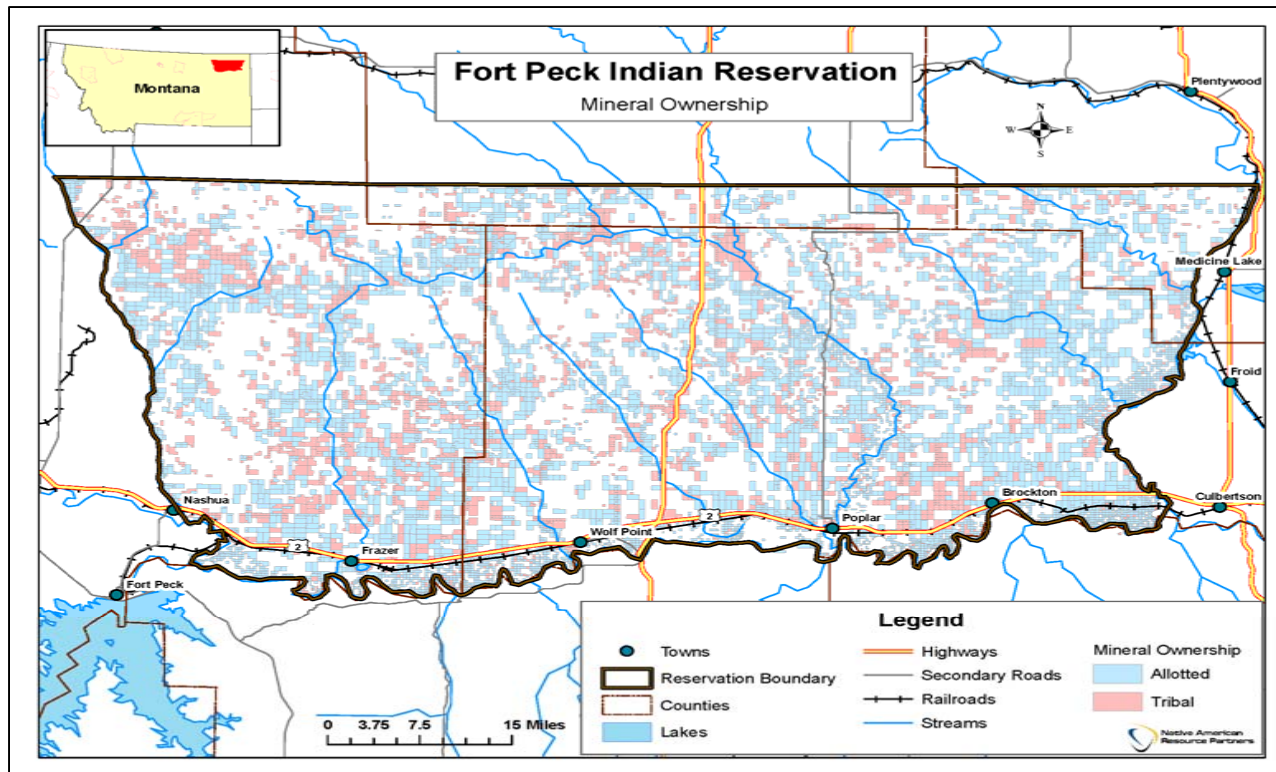 Montana
Fort Peck Indian Reservation
Mineral Ownership
N
W
E
S
Plentywood
Medicine Lake
Froid
Culbertson
Brockton
Poplar
2
Wolf Point
Nashua
2
Frazer
Fort Peck
0 3.75 7.5 15 Miles
Legend
Towns
Reservation Boundary
Counties
Lakes
Highways
Secondary Roads
Railroads
Streams
Mineral Ownership
Allotted
Tribal
Native American
Resource Partners